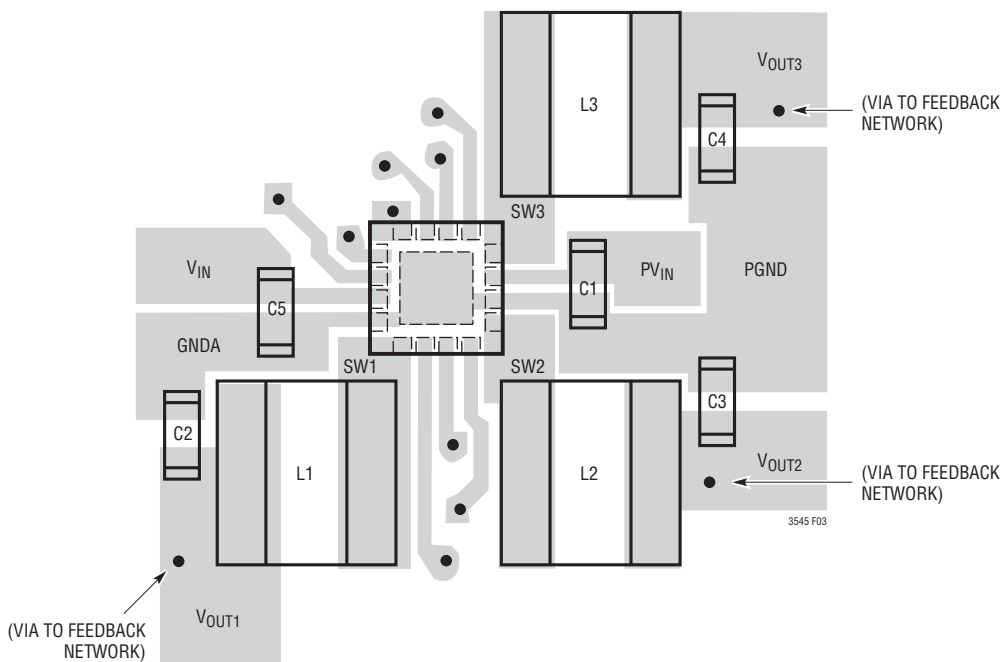 VOUT3
L3
(VIA TO FEEDBACK
NETWORK)
C4
SW3
VIN
PVIN
PGND
C5
C1
GNDA
SW1
SW2
C2
C3
L1
L2
VOUT2
(VIA TO FEEDBACK
NETWORK)
3545 F03
VOUT1
(VIA TO FEEDBACK
NETWORK)